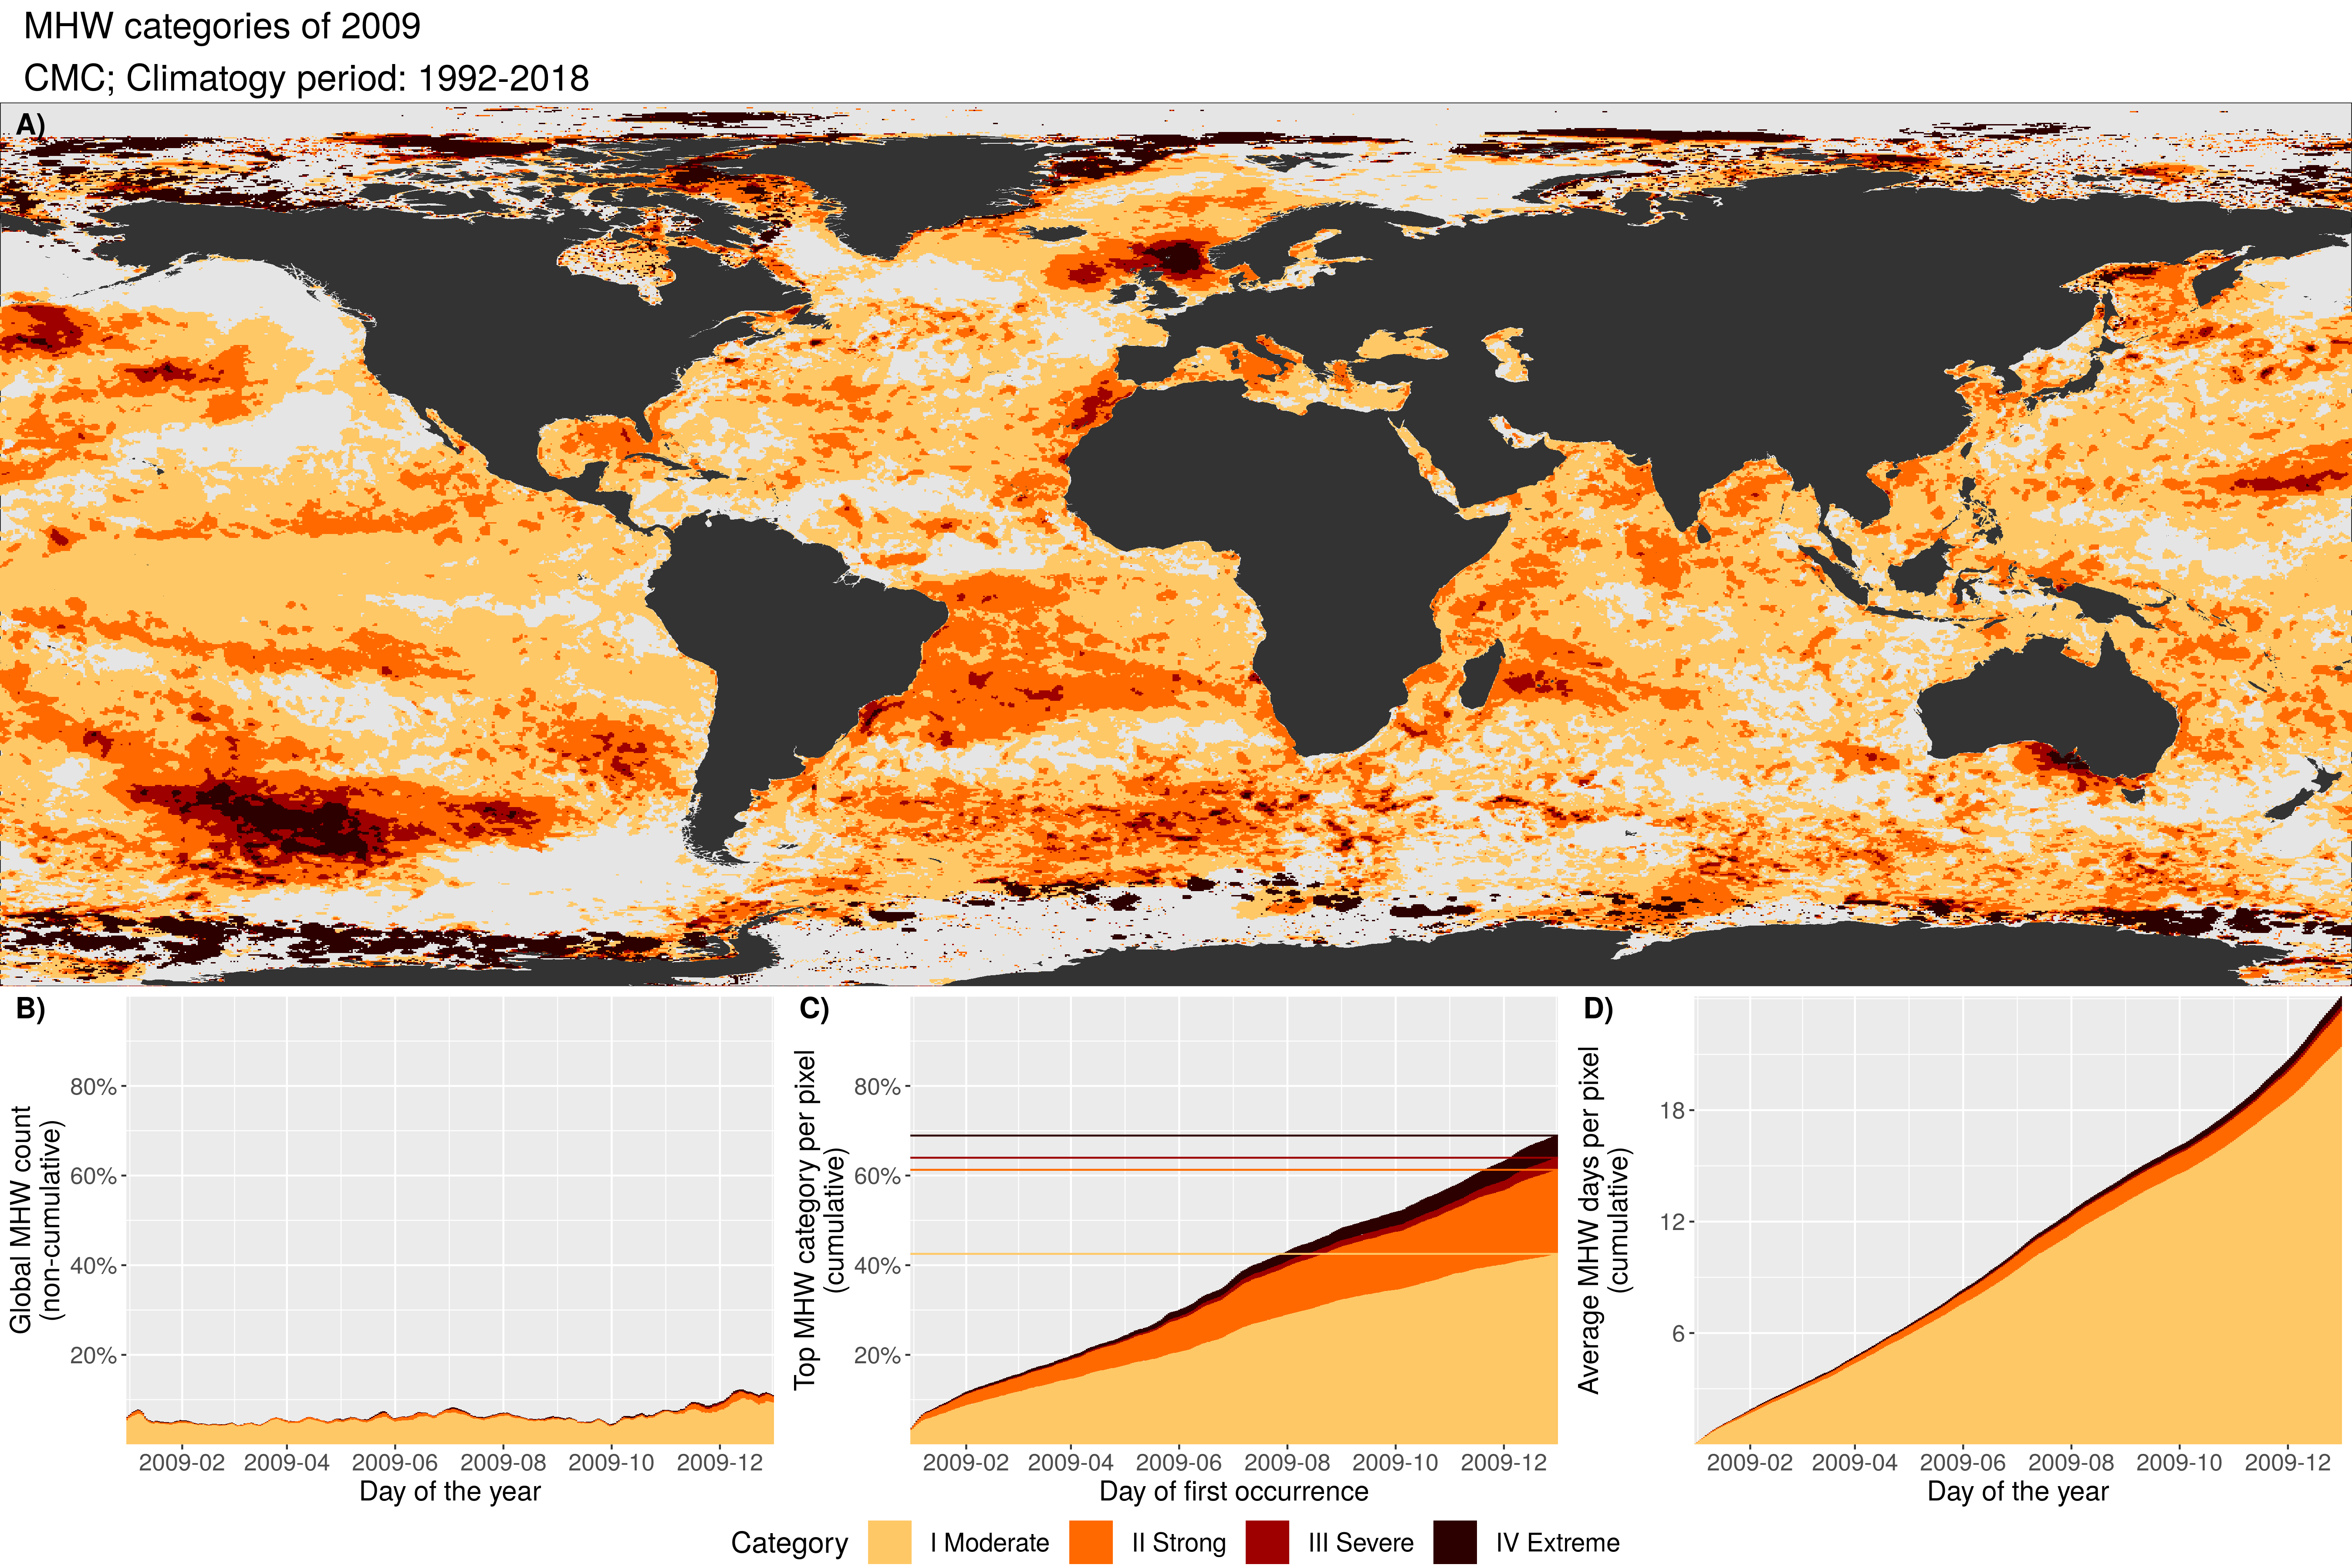 MHW categories of 2009
CMC; Climatogy period: 1992-2018
A)
B)
Global MHW count
(non-cumulative)
80%
60%
40%
20%
2009-02 2009-04 2009-06 2009-08 2009-10 2009-12
Day of the year
C)
Top MHW category per pixel
(cumulative)
80%
60%
40%
20%
2009-02 2009-04 2009-06 2009-08 2009-10 2009-12
Day of first occurrence
D)
Average MHW days per pixel
(cumulative)
18
12
6
2009-02 2009-04 2009-06 2009-08 2009-10 2009-12
Day of the year
Category I Moderate II Strong III Severe IV Extreme